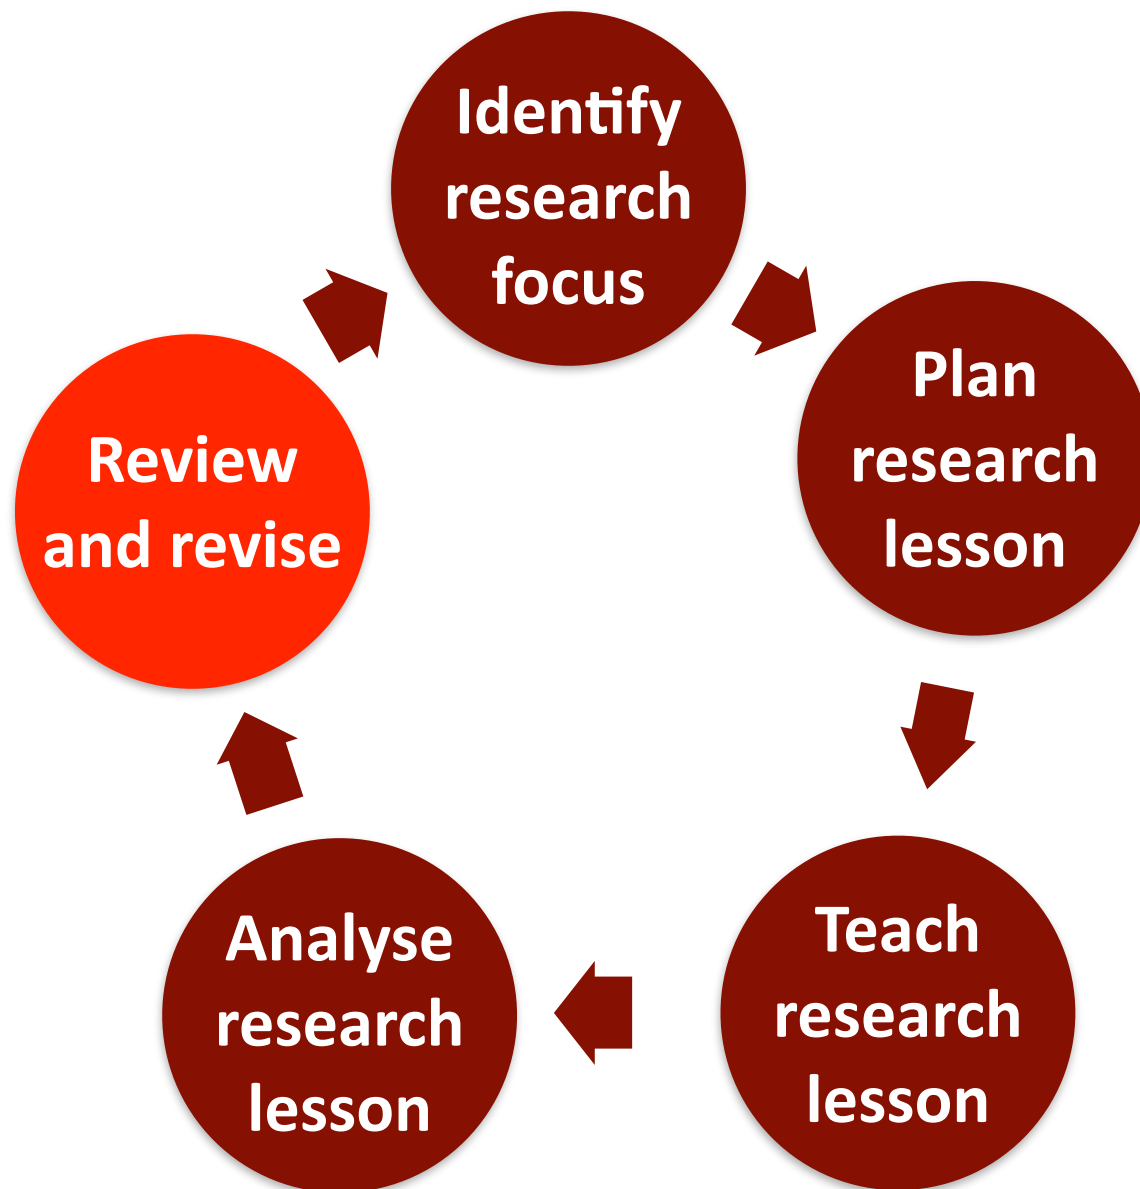 Identify
research
focus
Plan
research
lesson
Teach
research
lesson
Analyse
research
lesson
Review
and revise